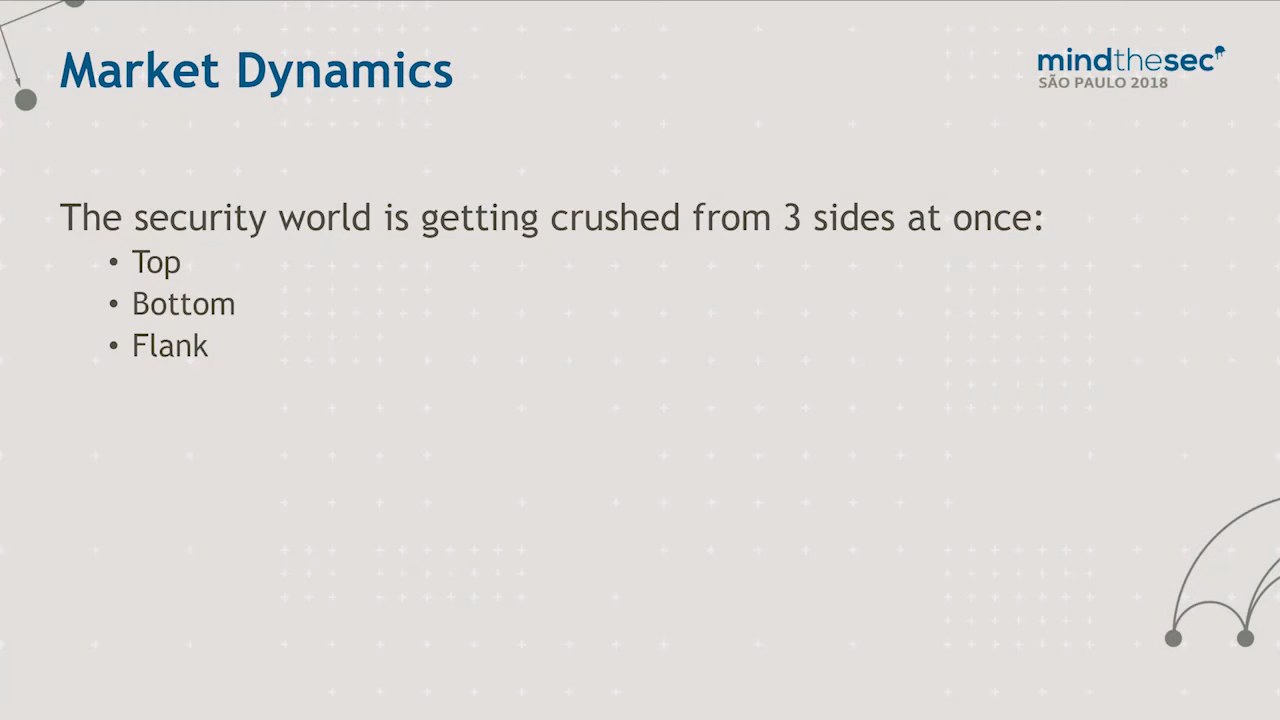 Market Dynamics
mindthesec
SÃO PAULO 2018
The security world is getting crushed from 3 sides at once:
• Top
• Bottom
• Flank